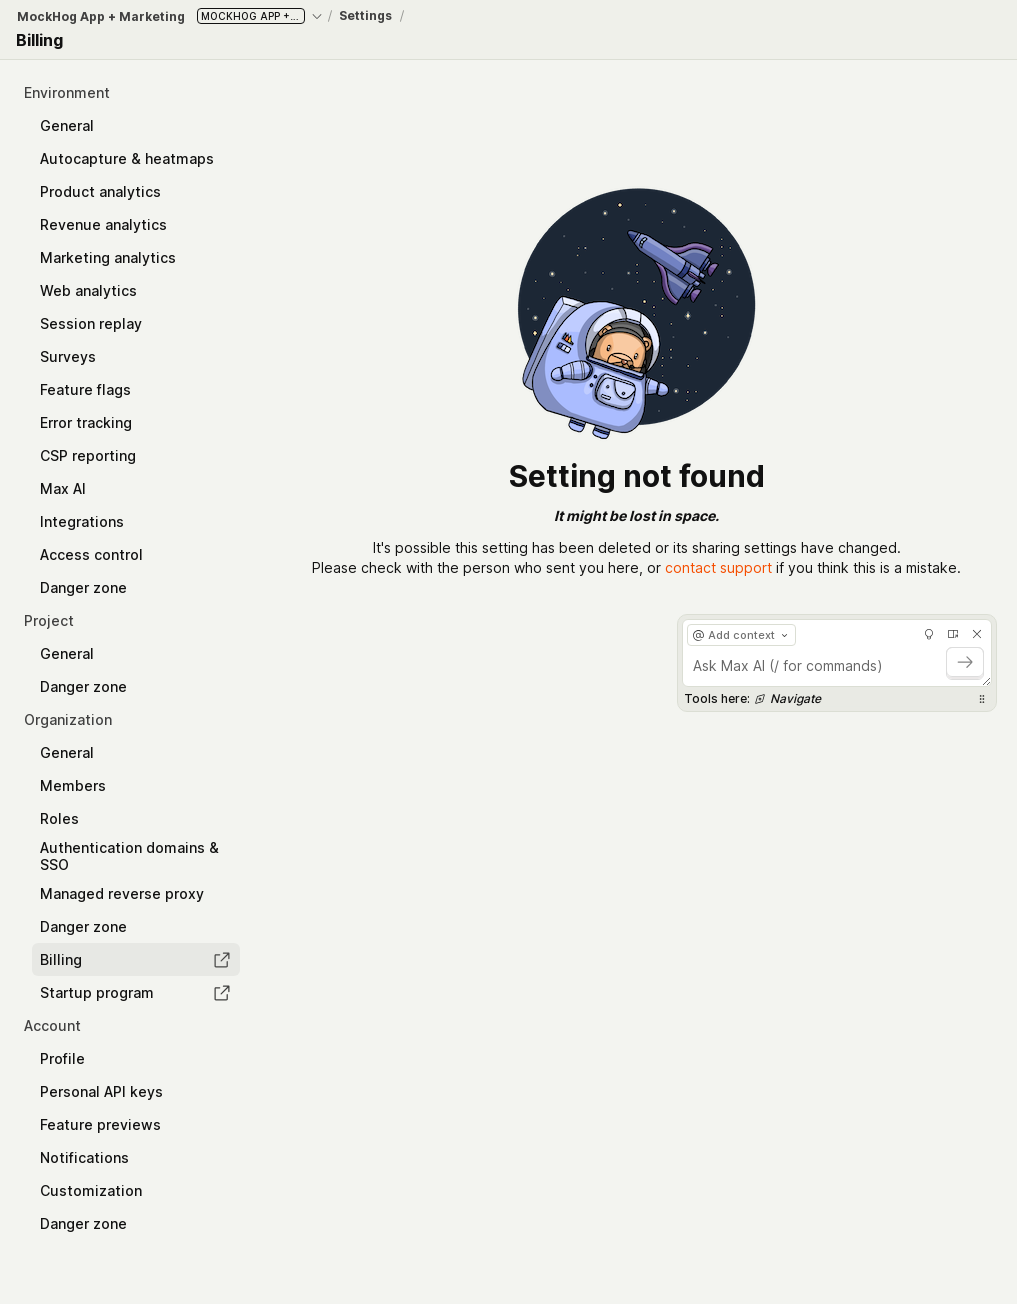 MockHog App + Marketing MOCKHOG APP +... / Settings /
Billing
Environment
General
Autocapture & heatmaps
Product analytics
Revenue analytics
Marketing analytics
Web analytics
Session replay
Surveys
Feature flags
Error tracking
CSP reporting
Max AI
Integrations
Access control
Danger zone
Project
General
Danger zone
Organization
General
Members
Roles
Authentication domains &
SSO
Managed reverse proxy
Danger zone
Billing
Startup program
Account
Profile
Personal API keys
Feature previews
Notifications
Customization
Danger zone
Setting not found
It might be lost in space.
It's possible this setting has been deleted or its sharing settings have changed.
Please check with the person who sent you here, or contact support if you think this is a mistake.
@ Add context
Ask Max AI (/ for commands)
Tools here: Navigate